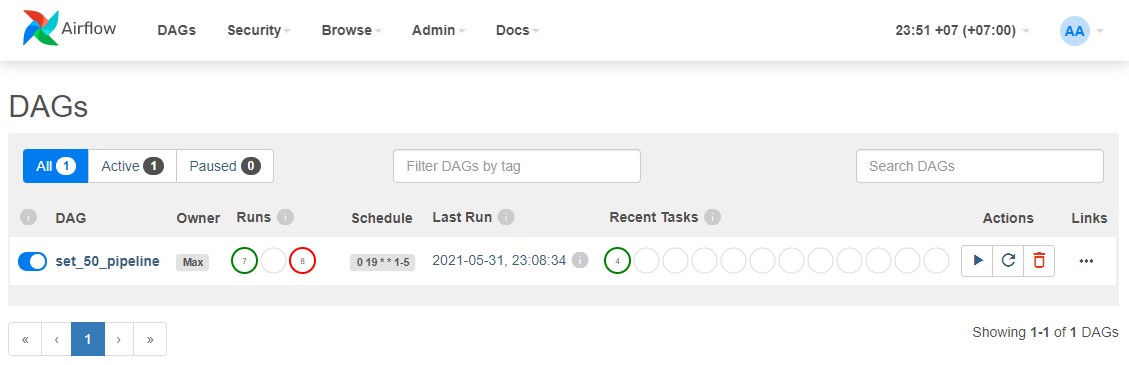 Airflow DAGs Security Browse Admin Docs 23:51 +07 (+07:00) AA
DAGs
All 1 Active 1 Paused 0 Filter DAGs by tag Search DAGs
i DAG Owner Runs i Schedule Last Run i Recent Tasks i Actions Links
set_50_pipeline Max 7 8 0 19 * * 1-5 2021-05-31, 23:08:34 i 4 ...
« ‹ 1 › » Showing 1-1 of 1 DAGs